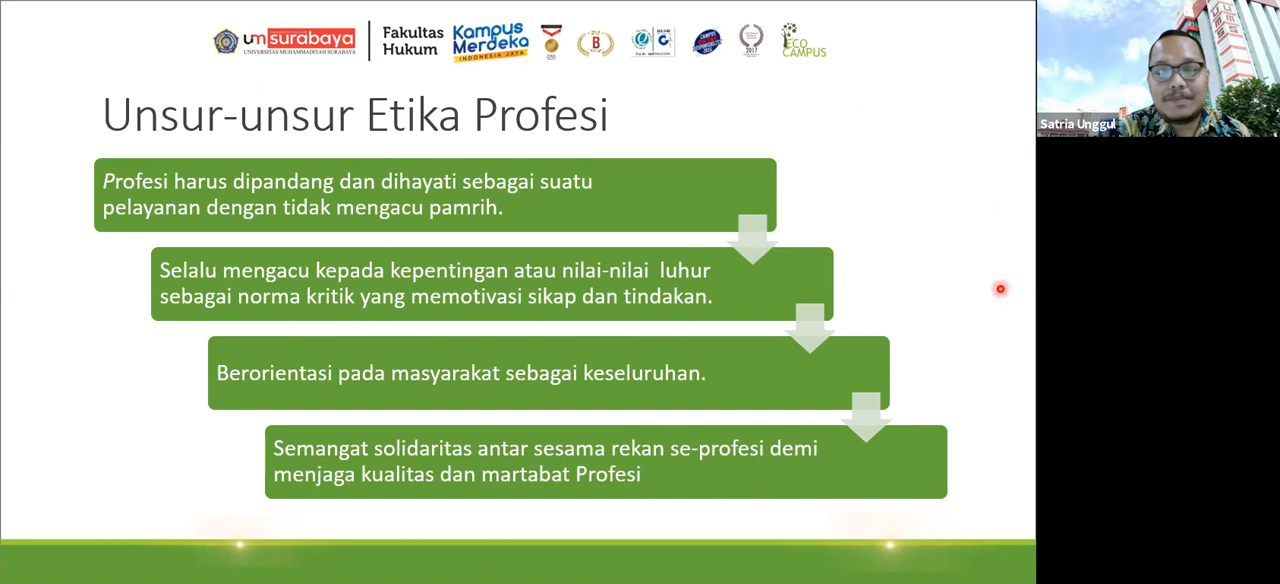 umsurabaya
UNIVERSITAS MUHAMMADIYAH SURABAYA
Fakultas
Hukum
Kampus
Merdeka
INDONESIA JAYA
B
2017
ECO
CAMPUS
Satria Unggul
Unsur-unsur Etika Profesi
Profesi harus dipandang dan dihayati sebagai suatu
pelayanan dengan tidak mengacu pamrih.
Selalu mengacu kepada kepentingan atau nilai-nilai luhur
sebagai norma kritik yang memotivasi sikap dan tindakan.
Berorientasi pada masyarakat sebagai keseluruhan.
Semangat solidaritas antar sesama rekan se-profesi demi
menjaga kualitas dan martabat Profesi